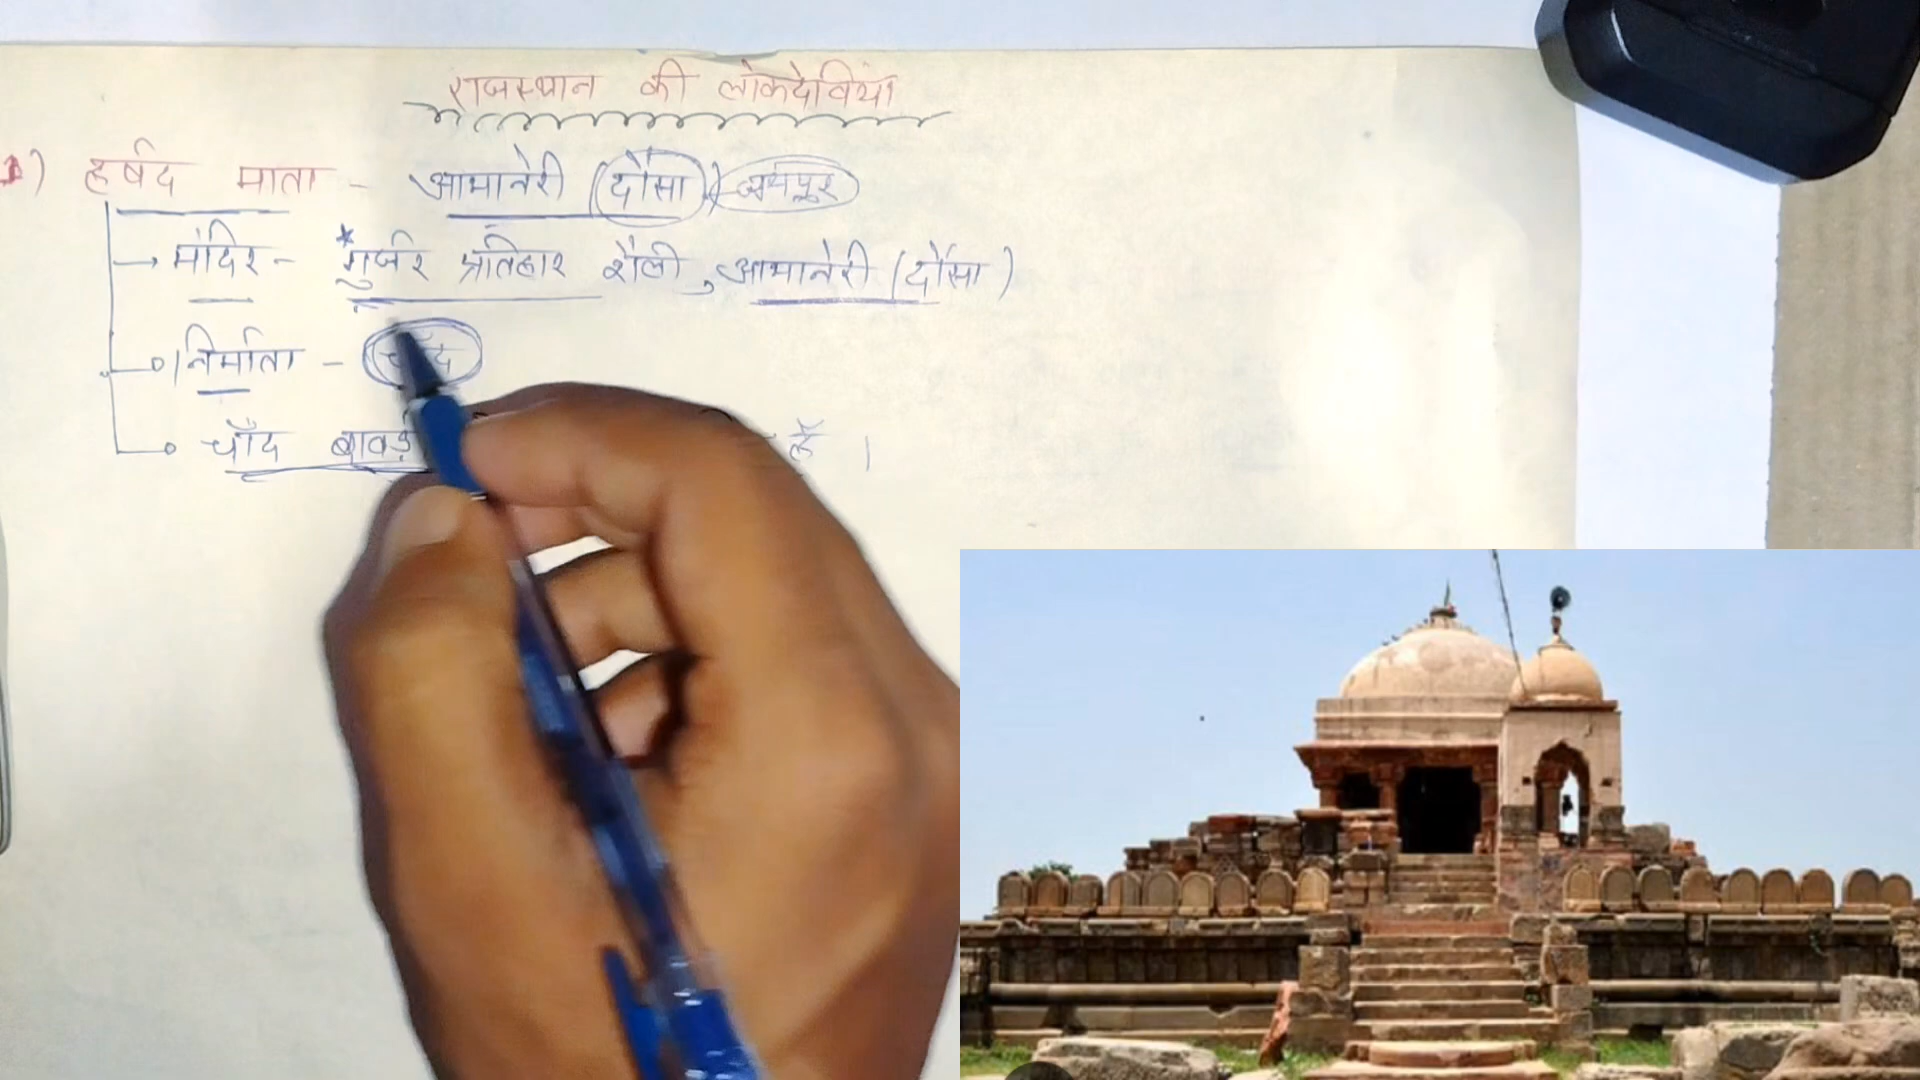 राजस्थान की लोकदेवियां
1) हर्षद माता - आभानेरी (दौसा) जयपुर
→ मंदिर - *गुर्जर प्रतिहार शैली, आभानेरी (दौसा)
निर्माता - चाँद
चाँद बावड़ हैं ।